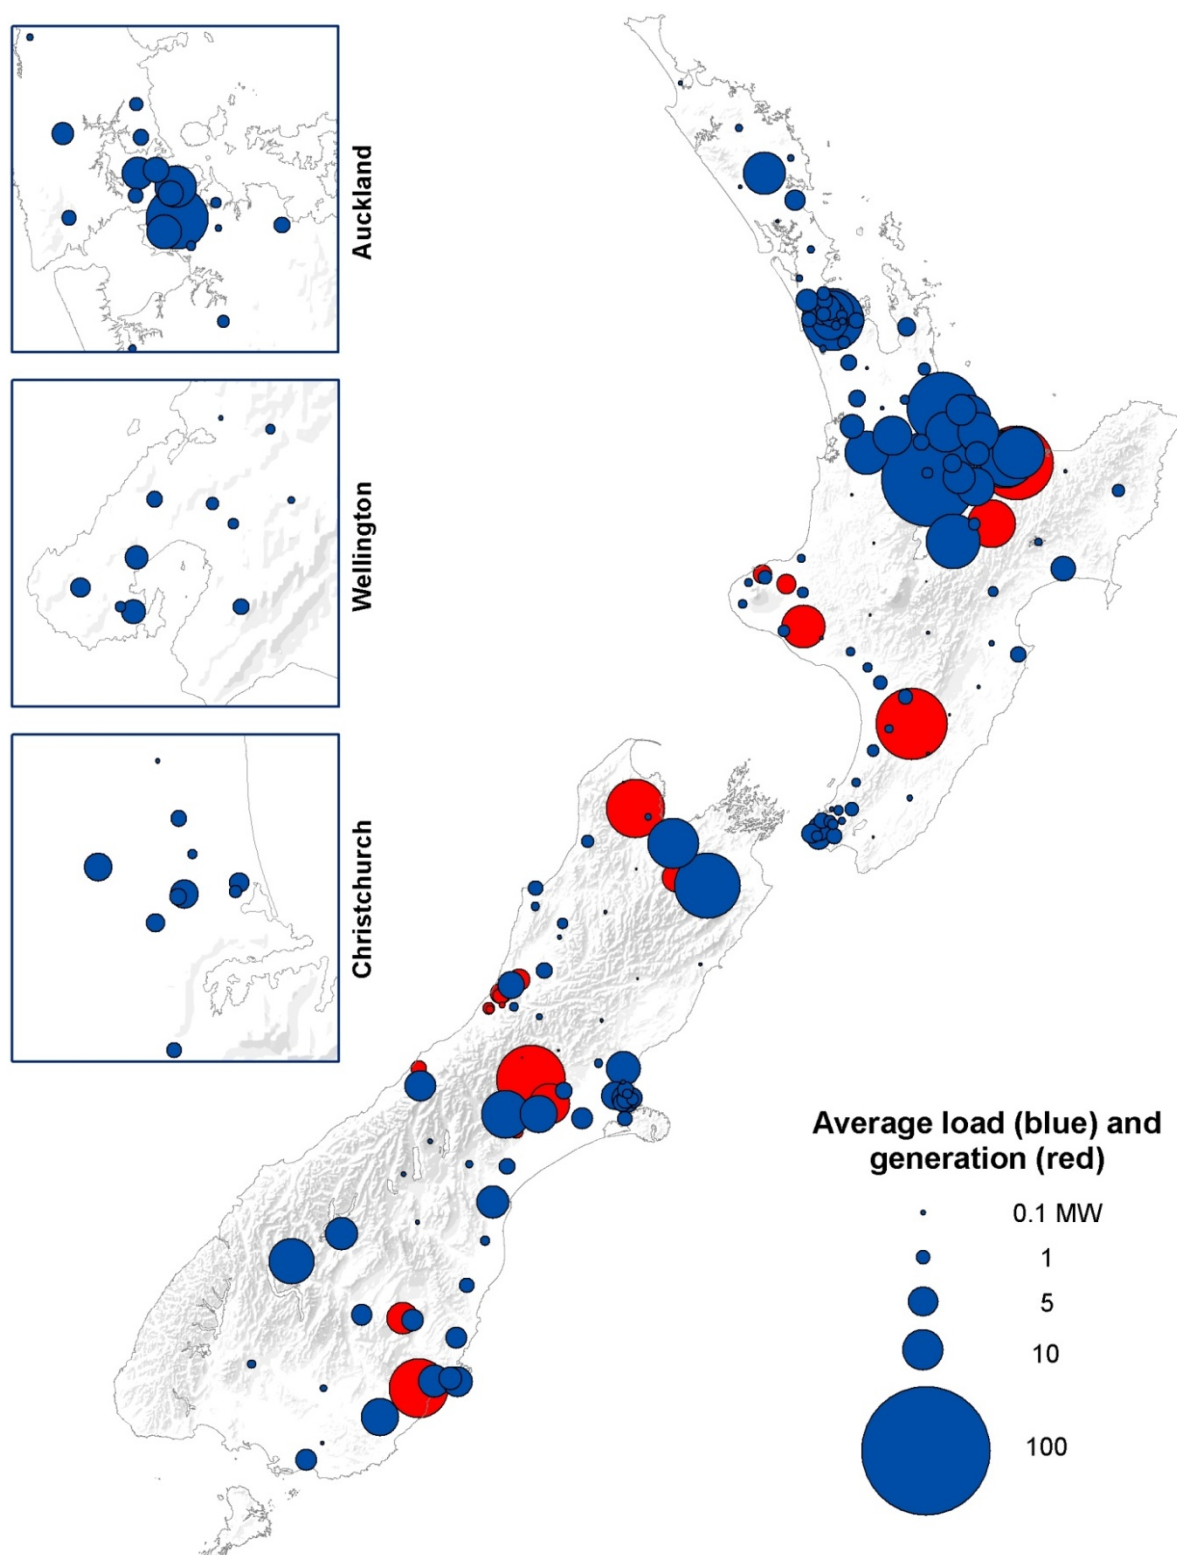 Auckland
Wellington
Christchurch
Average load (blue) and
generation (red)
0.1 MW
1
5
10
100